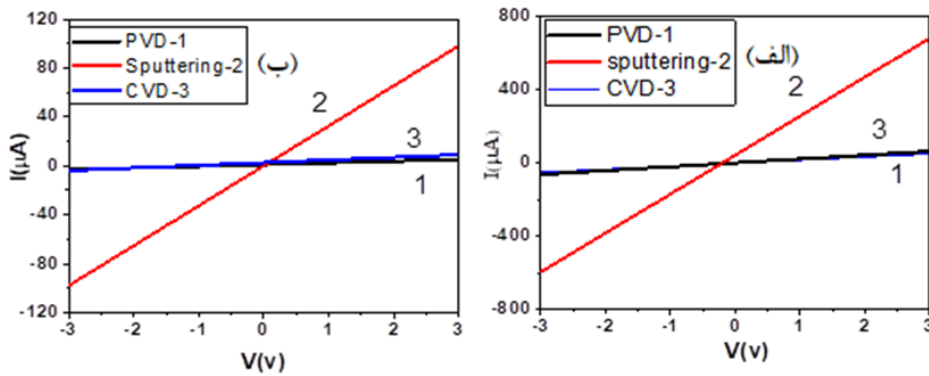 120
80
40
0
-40
-80
-120
I(μA)
PVD-1
Sputtering-2
CVD-3
(ب)
2
3
1
-3 -2 -1 0 1 2 3
V(v)
800
400
0
-400
-800
I(μA)
PVD-1
sputtering-2
CVD-3
(الف)
2
3
1
-3 -2 -1 0 1 2 3
V(v)